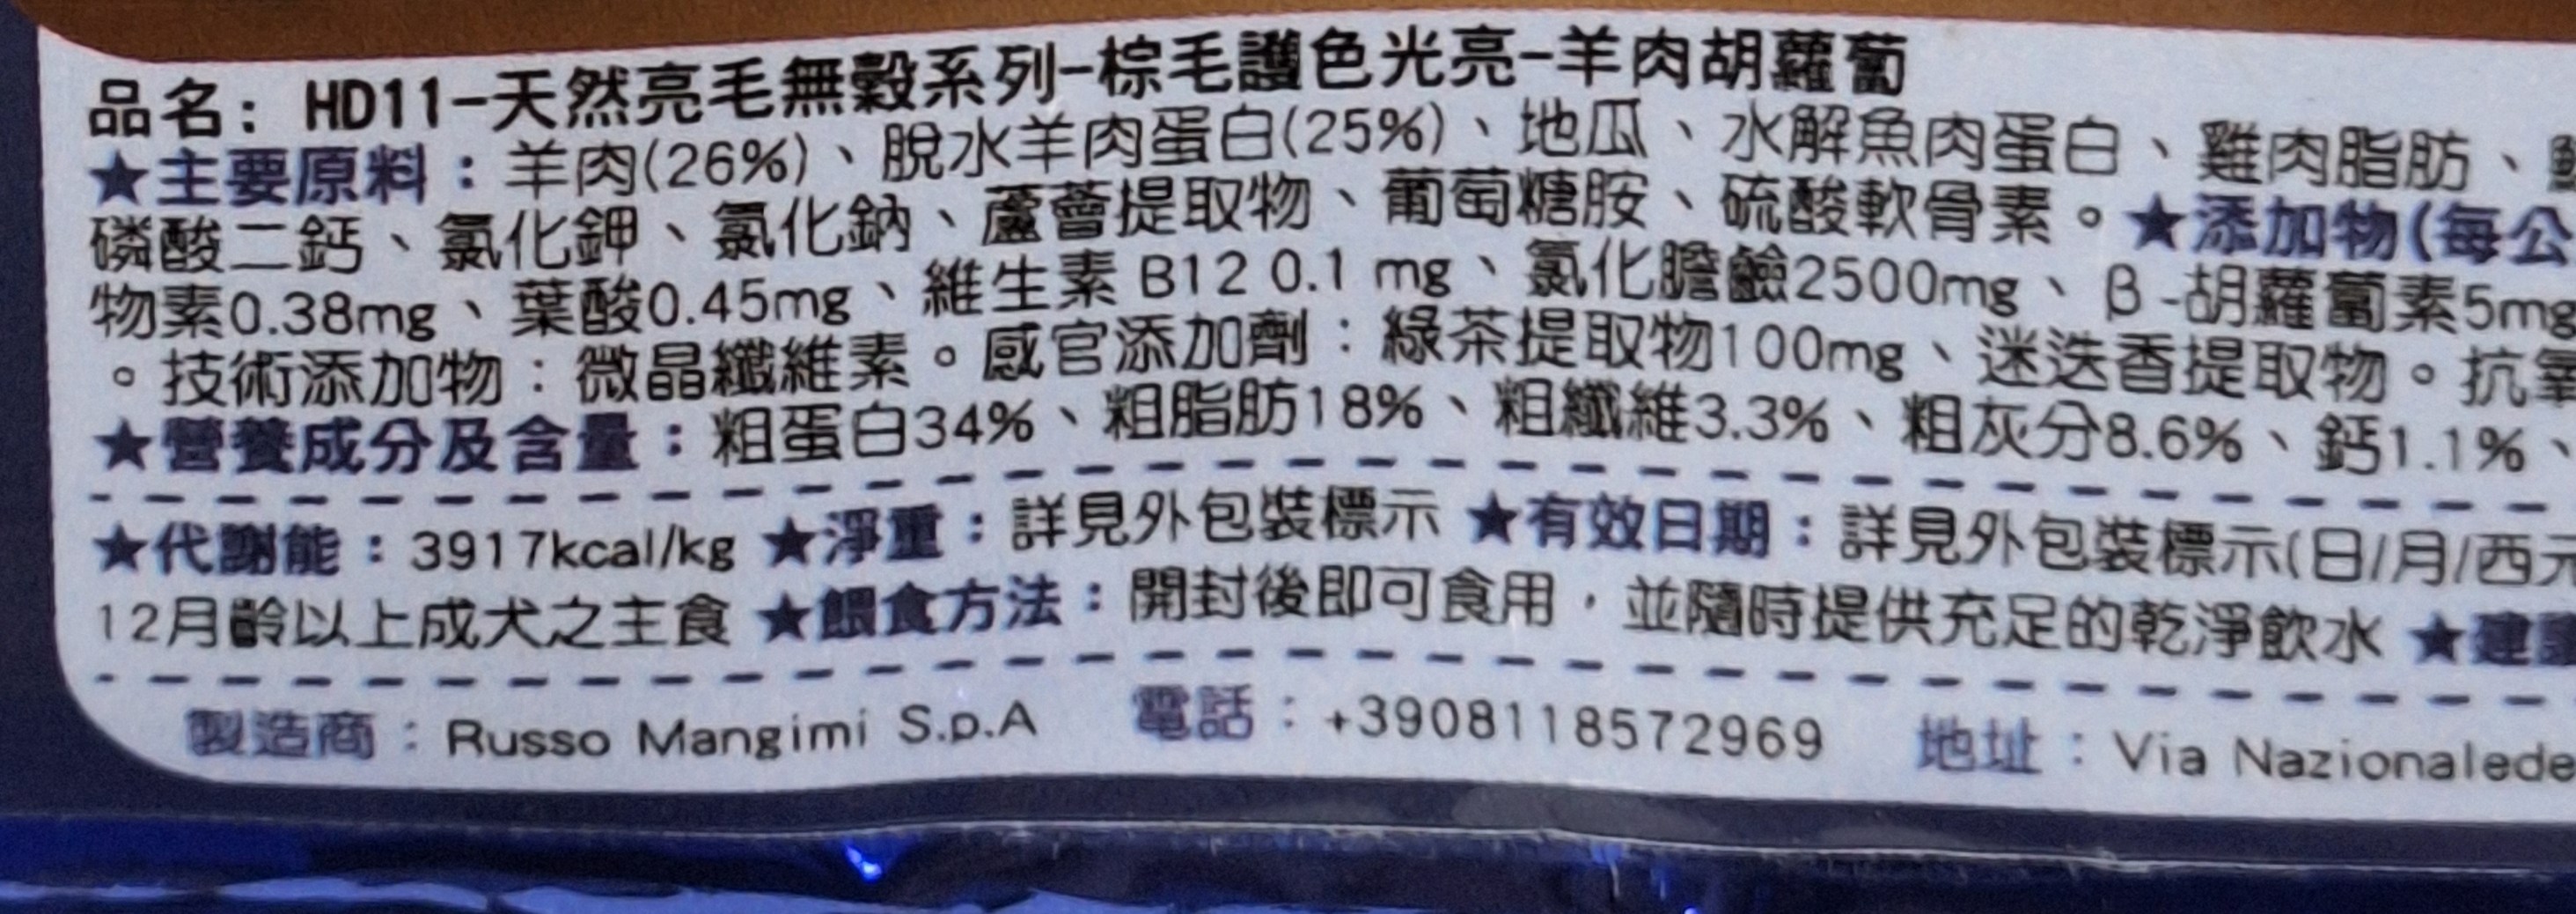 品名: HD11-天然亮毛無穀系列-棕毛護色光亮-羊肉胡蘿蔔
★主要原料：羊肉(26%)、脫水羊肉蛋白(25%)、地瓜、水解魚肉蛋白、雞肉脂肪、
磷酸二鈣、氯化鉀、氯化鈉、蘆薈提取物、葡萄糖胺、硫酸軟骨素。★添加物(每公
物素0.38mg、葉酸0.45mg、維生素 B12 0.1 mg、氯化膽鹼2500mg、β-胡蘿蔔素5mg
。技術添加物：微晶纖維素。感官添加劑：綠茶提取物100mg、迷迭香提取物。抗氧
★營養成分及含量：粗蛋白34%、粗脂肪18%、粗纖維3.3%、粗灰分8.6%、鈣1.1%、
★代謝能：3917kcal/kg ★淨重：詳見外包裝標示 ★有效日期：詳見外包裝標示(日/月/西元
12月齡以上成犬之主食 ★餵食方法：開封後即可食用，並隨時提供充足的乾淨飲水 ★建
製造商：Russo Mangimi S.p.A 電話：+3908118572969 地址：Via Nazionalede